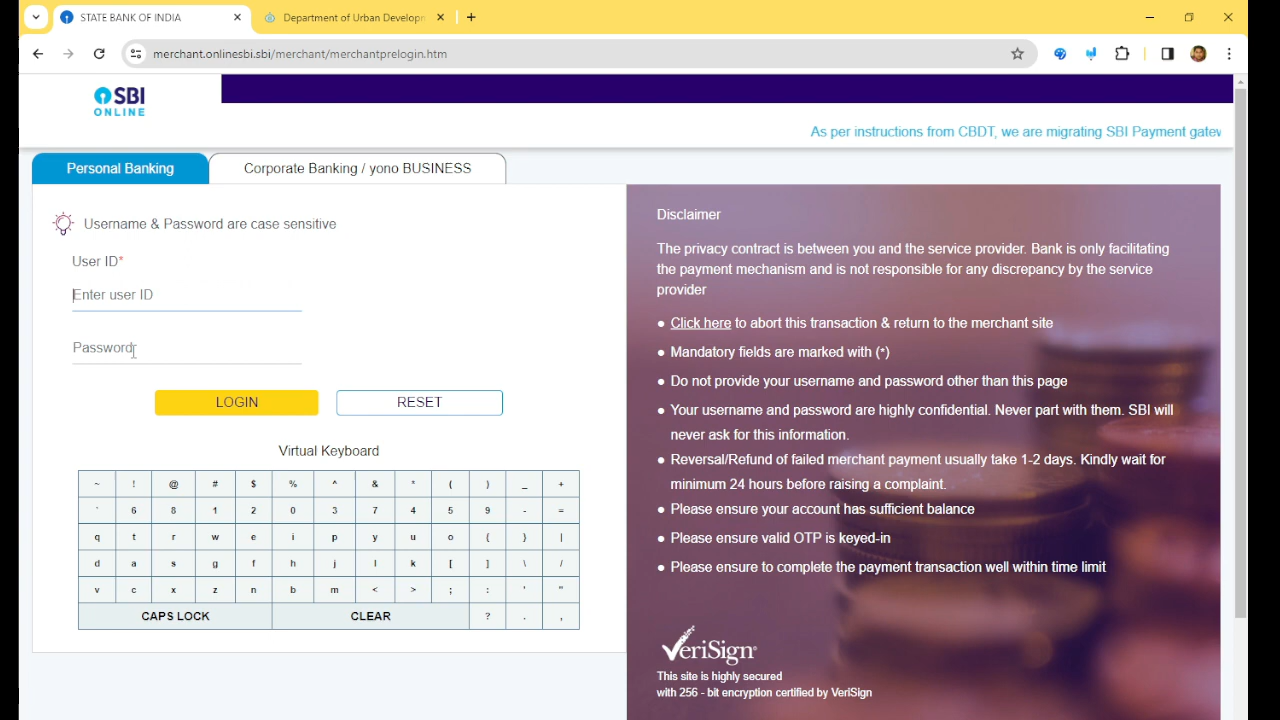 STATE BANK OF INDIA
Department of Urban Developm
merchant.onlinesbi.sbi/merchant/merchantprelogin.htm
SBI
ONLINE
As per instructions from CBDT, we are migrating SBI Payment gatew
Personal Banking
Corporate Banking / yono BUSINESS
Username & Password are case sensitive
User ID*
Enter user ID
Password
LOGIN
RESET
Virtual Keyboard
~ ! @ # $ % ^ & * ( ) _ +
` 6 8 1 2 0 3 7 4 5 9 - =
q t r w e i p y u o { } |
d a s g f h j l k [ ] \ /
v c x z n b m < > ; : ' "
CAPS LOCK CLEAR ? . ,
Disclaimer
The privacy contract is between you and the service provider. Bank is only facilitating
the payment mechanism and is not responsible for any discrepancy by the service
provider
● Click here to abort this transaction & return to the merchant site
● Mandatory fields are marked with (*)
● Do not provide your username and password other than this page
● Your username and password are highly confidential. Never part with them. SBI will
never ask for this information.
● Reversal/Refund of failed merchant payment usually take 1-2 days. Kindly wait for
minimum 24 hours before raising a complaint.
● Please ensure your account has sufficient balance
● Please ensure valid OTP is keyed-in
● Please ensure to complete the payment transaction well within time limit
VeriSign
This site is highly secured
with 256 - bit encryption certified by VeriSign